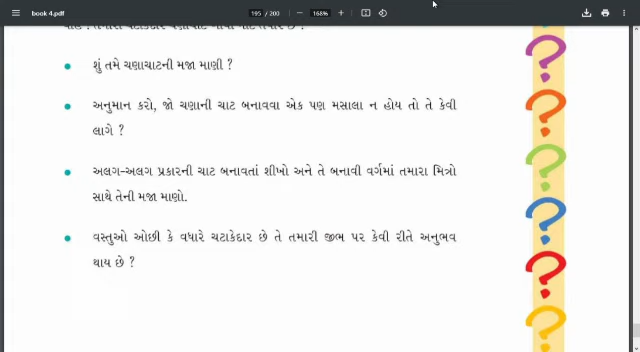 book 4.pdf
195 / 200
168%
શું તમે ચણાચાટની મજા માણી ?
અનુમાન કરો, જો ચણાની ચાટ બનાવવા એક પણ મસાલા ન હોય તો તે કેવી
લાગે ?
અલગ-અલગ પ્રકારની ચાટ બનાવતાં શીખો અને તે બનાવી વર્ગમાં તમારા મિત્રો
સાથે તેની મજા માણો.
વસ્તુઓ ઓછી કે વધારે ચટાકેદાર છે તે તમારી જીભ પર કેવી રીતે અનુભવ
થાય છે ?